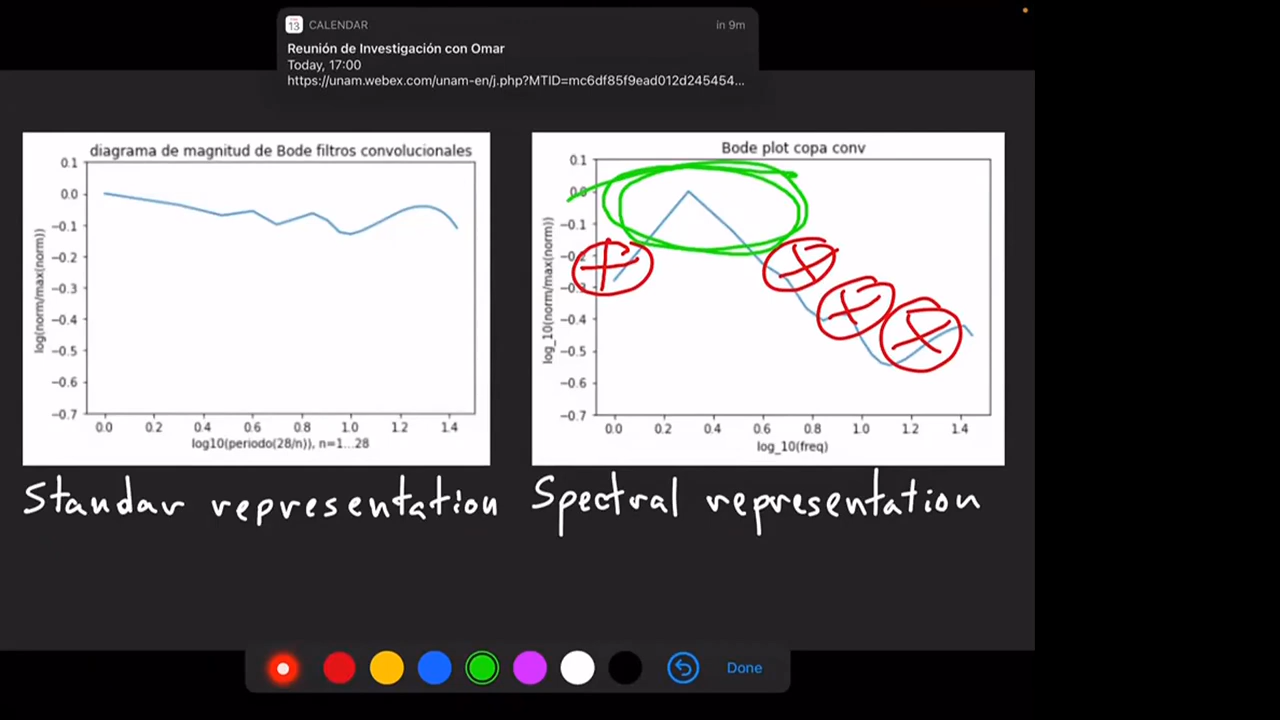 13 CALENDAR in 9m
Reunión de Investigación con Omar
Today, 17:00
https://unam.webex.com/unam-en/j.php?MTID=mc6df85f9ead012d245454...
diagrama de magnitud de Bode filtros convolucionales
0.1
0.0
−0.1
−0.2
−0.3
−0.4
−0.5
−0.6
−0.7
log(norm/max(norm))
0.0 0.2 0.4 0.6 0.8 1.0 1.2 1.4
log10(periodo(28/n)), n=1...28
Bode plot copa conv
0.1
0.0
−0.1
−0.2
−0.3
−0.4
−0.5
−0.6
−0.7
log_10(norm/max(norm))
0.0 0.2 0.4 0.6 0.8 1.0 1.2 1.4
log_10(freq)
Standar representation
Spectral representation
Done